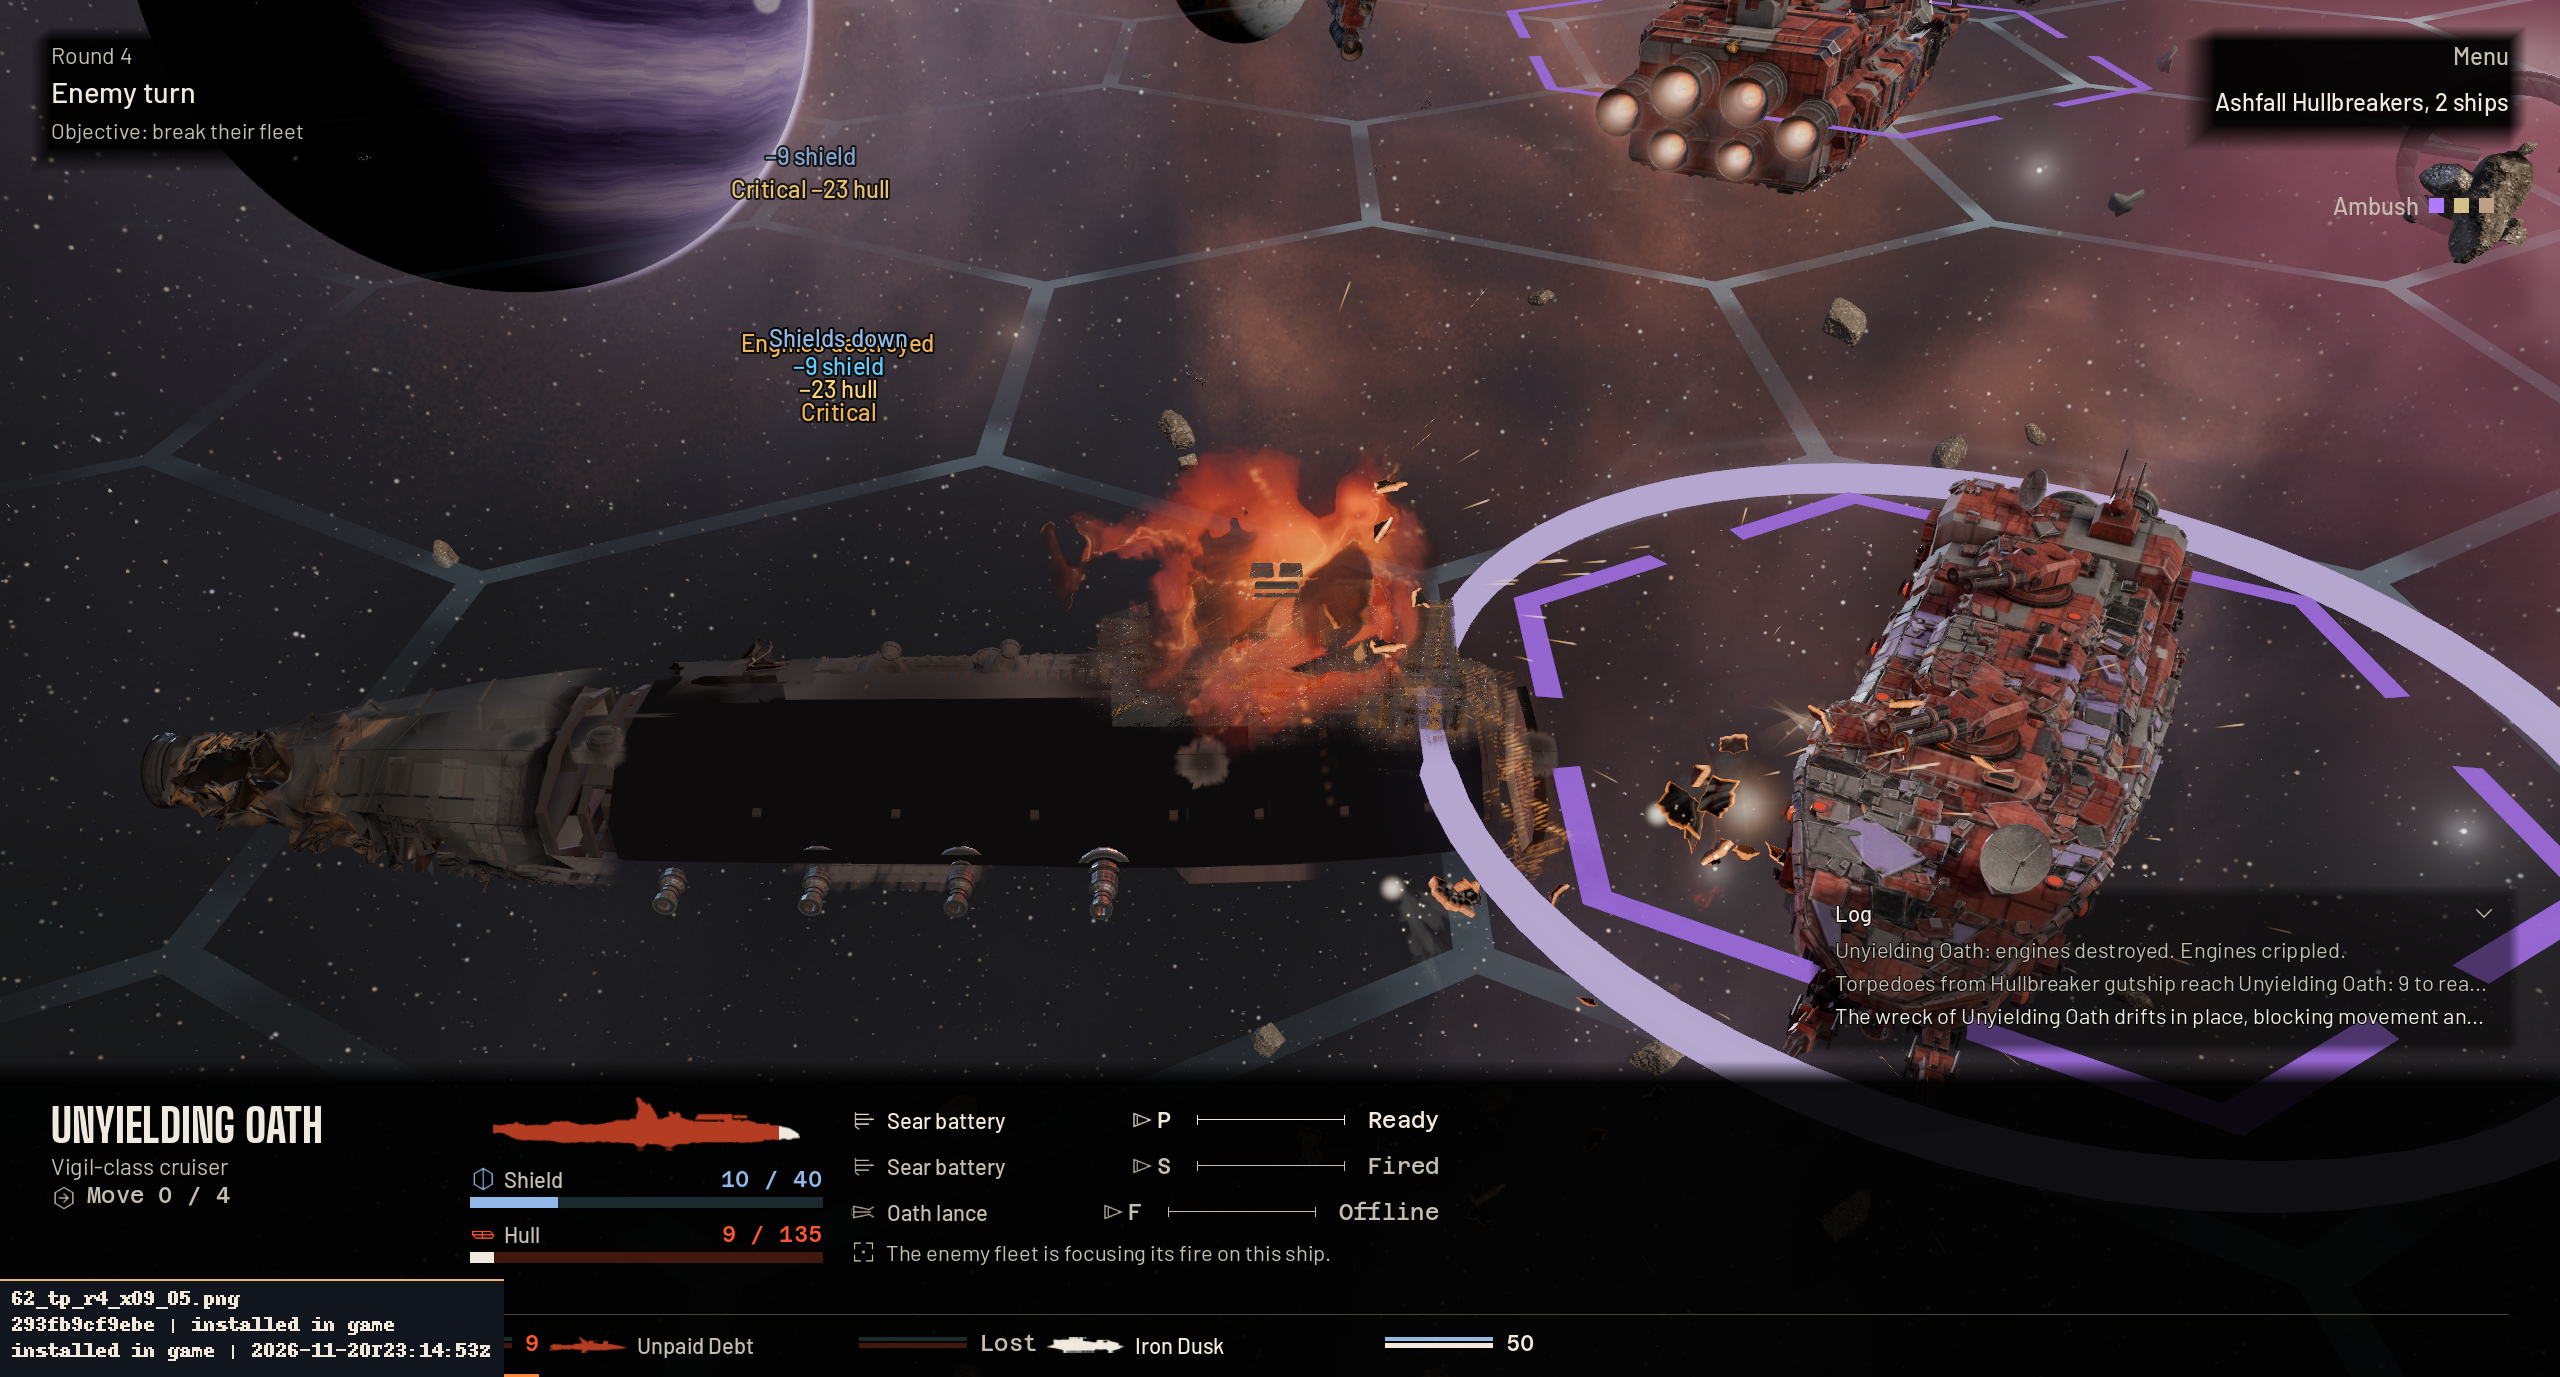 Round 4
Enemy turn
Objective: break their fleet
Menu
Ashfall Hullbreakers, 2 ships
Ambush
−9 shield
Critical −23 hull
Shields down
Engines destroyed
−9 shield
−23 hull
Critical
Log
Unyielding Oath: engines destroyed. Engines crippled.
Torpedoes from Hullbreaker gutship reach Unyielding Oath: 9 to rea...
The wreck of Unyielding Oath drifts in place, blocking movement an...
UNYIELDING OATH
Vigil-class cruiser
Move 0 / 4
Shield 10 / 40
Hull 9 / 135
Sear battery P Ready
Sear battery S Fired
Oath lance F Offline
The enemy fleet is focusing its fire on this ship.
62_tp_r4_x09_05.png
293fb9cf9ebe | installed in game
installed in game | 2026-11-20T23:14:53Z
9 Unpaid Debt Lost Iron Dusk 50